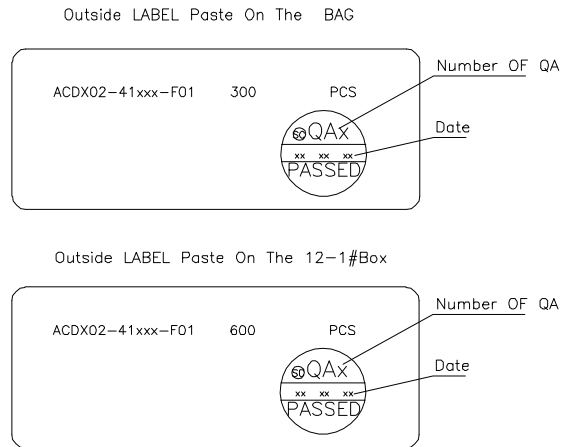 Outside LABEL Paste On The BAG
Number OF QA
ACDX02-41xxx-F01 300 PCS
SC QAx
Date
xx xx xx
PASSED
Outside LABEL Paste On The 12-1#Box
Number OF QA
ACDX02-41xxx-F01 600 PCS
SC QAx
Date
xx xx xx
PASSED